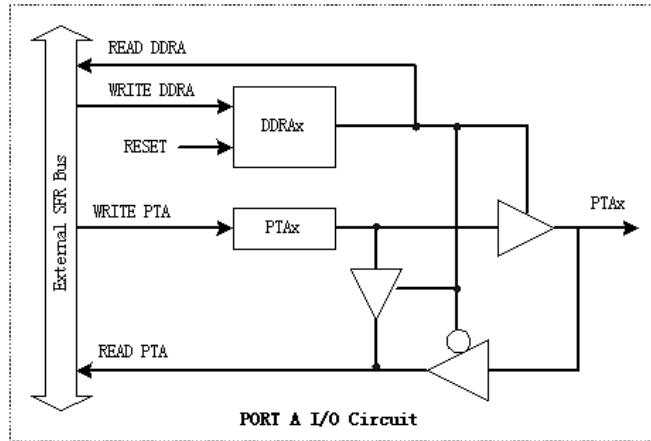 READ DDRA
WRITE DDRA
DDRAx
RESET
External SFR Bus
WRITE PTA
PTAx
PTAx
READ PTA
PORT A I/O Circuit